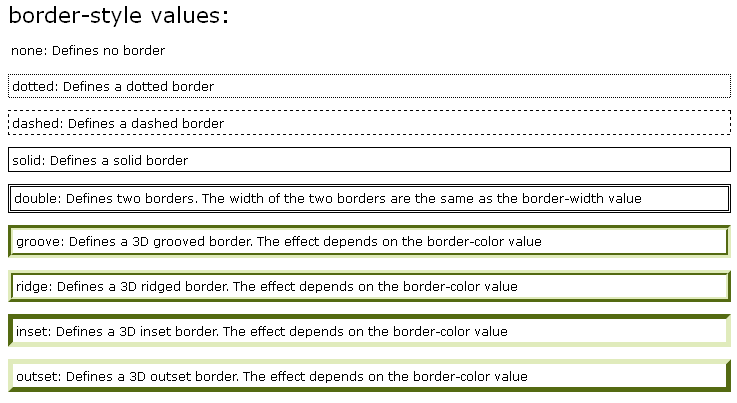 border-style values:
none: Defines no border
dotted: Defines a dotted border
dashed: Defines a dashed border
solid: Defines a solid border
double: Defines two borders. The width of the two borders are the same as the border-width value
groove: Defines a 3D grooved border. The effect depends on the border-color value
ridge: Defines a 3D ridged border. The effect depends on the border-color value
inset: Defines a 3D inset border. The effect depends on the border-color value
outset: Defines a 3D outset border. The effect depends on the border-color value